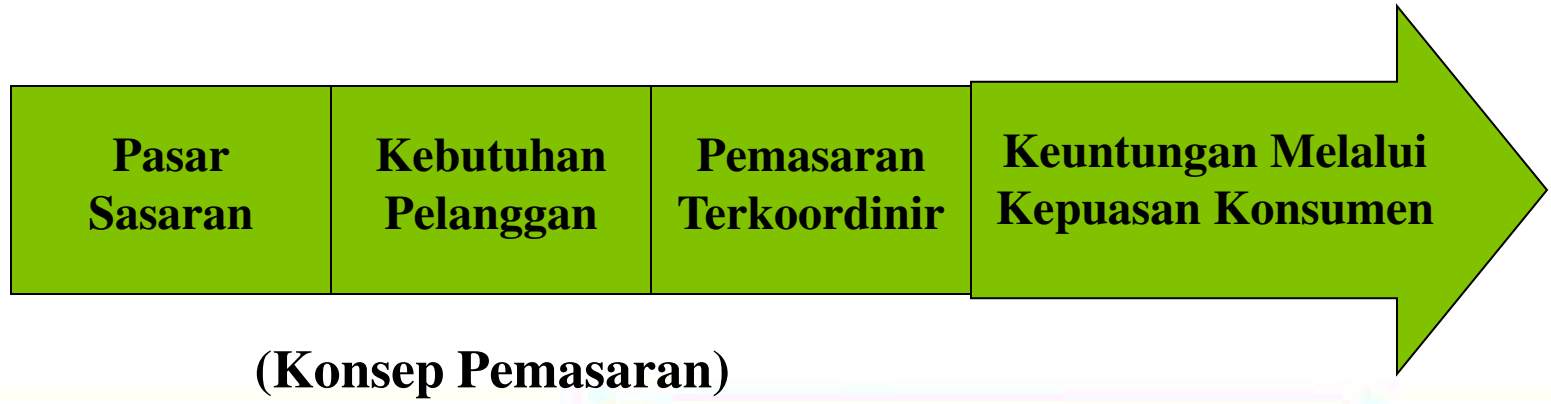 Pasar
Sasaran
Kebutuhan
Pelanggan
Pemasaran
Terkoordinir
Keuntungan Melalui
Kepuasan Konsumen
(Konsep Pemasaran)